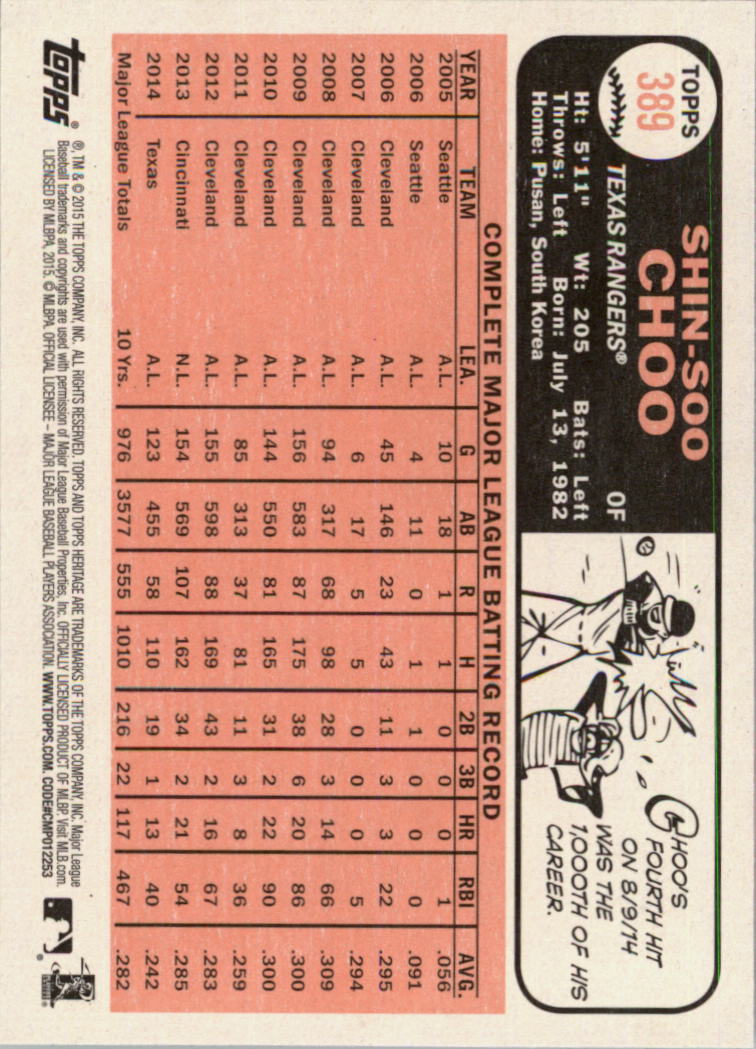 TOPPS
389
SHIN-SOO
CHOO
TEXAS RANGERS® OF
Ht: 5'11" Wt: 205 Bats: Left
Throws: Left Born: July 13, 1982
Home: Pusan, South Korea
CHOO'S
FOURTH HIT
ON 8/9/14
WAS THE
1,000TH OF HIS
CAREER.
COMPLETE MAJOR LEAGUE BATTING RECORD
YEAR TEAM LEA. G AB R H 2B 3B HR RBI AVG.
2005 Seattle A.L. 10 18 1 1 0 0 0 1 .056
2006 Seattle A.L. 4 11 0 1 1 0 0 0 .091
2006 Cleveland A.L. 45 146 23 43 11 3 3 22 .295
2007 Cleveland A.L. 6 17 5 5 0 0 0 5 .294
2008 Cleveland A.L. 94 317 68 98 28 3 14 66 .309
2009 Cleveland A.L. 156 583 87 175 38 6 20 86 .300
2010 Cleveland A.L. 144 550 81 165 31 2 22 90 .300
2011 Cleveland A.L. 85 313 37 81 11 3 8 36 .259
2012 Cleveland A.L. 155 598 88 169 43 2 16 67 .283
2013 Cincinnati N.L. 154 569 107 162 34 2 21 54 .285
2014 Texas A.L. 123 455 58 110 19 1 13 40 .242
Major League Totals 10 Yrs. 976 3577 555 1010 216 22 117 467 .282
topps®
®, TM & © 2015 THE TOPPS COMPANY, INC. ALL RIGHTS RESERVED. TOPPS AND TOPPS HERITAGE ARE TRADEMARKS OF THE TOPPS COMPANY, INC. Major League
Baseball trademarks and copyrights are used with permission of Major League Baseball Properties, Inc. OFFICIALLY LICENSED PRODUCT OF MLBP. Visit MLB.com.
LICENSED BY MLBPA, 2015. © MLBPA, OFFICIAL LICENSEE – MAJOR LEAGUE BASEBALL PLAYERS ASSOCIATION. WWW.TOPPS.COM. CODE#CMP012253